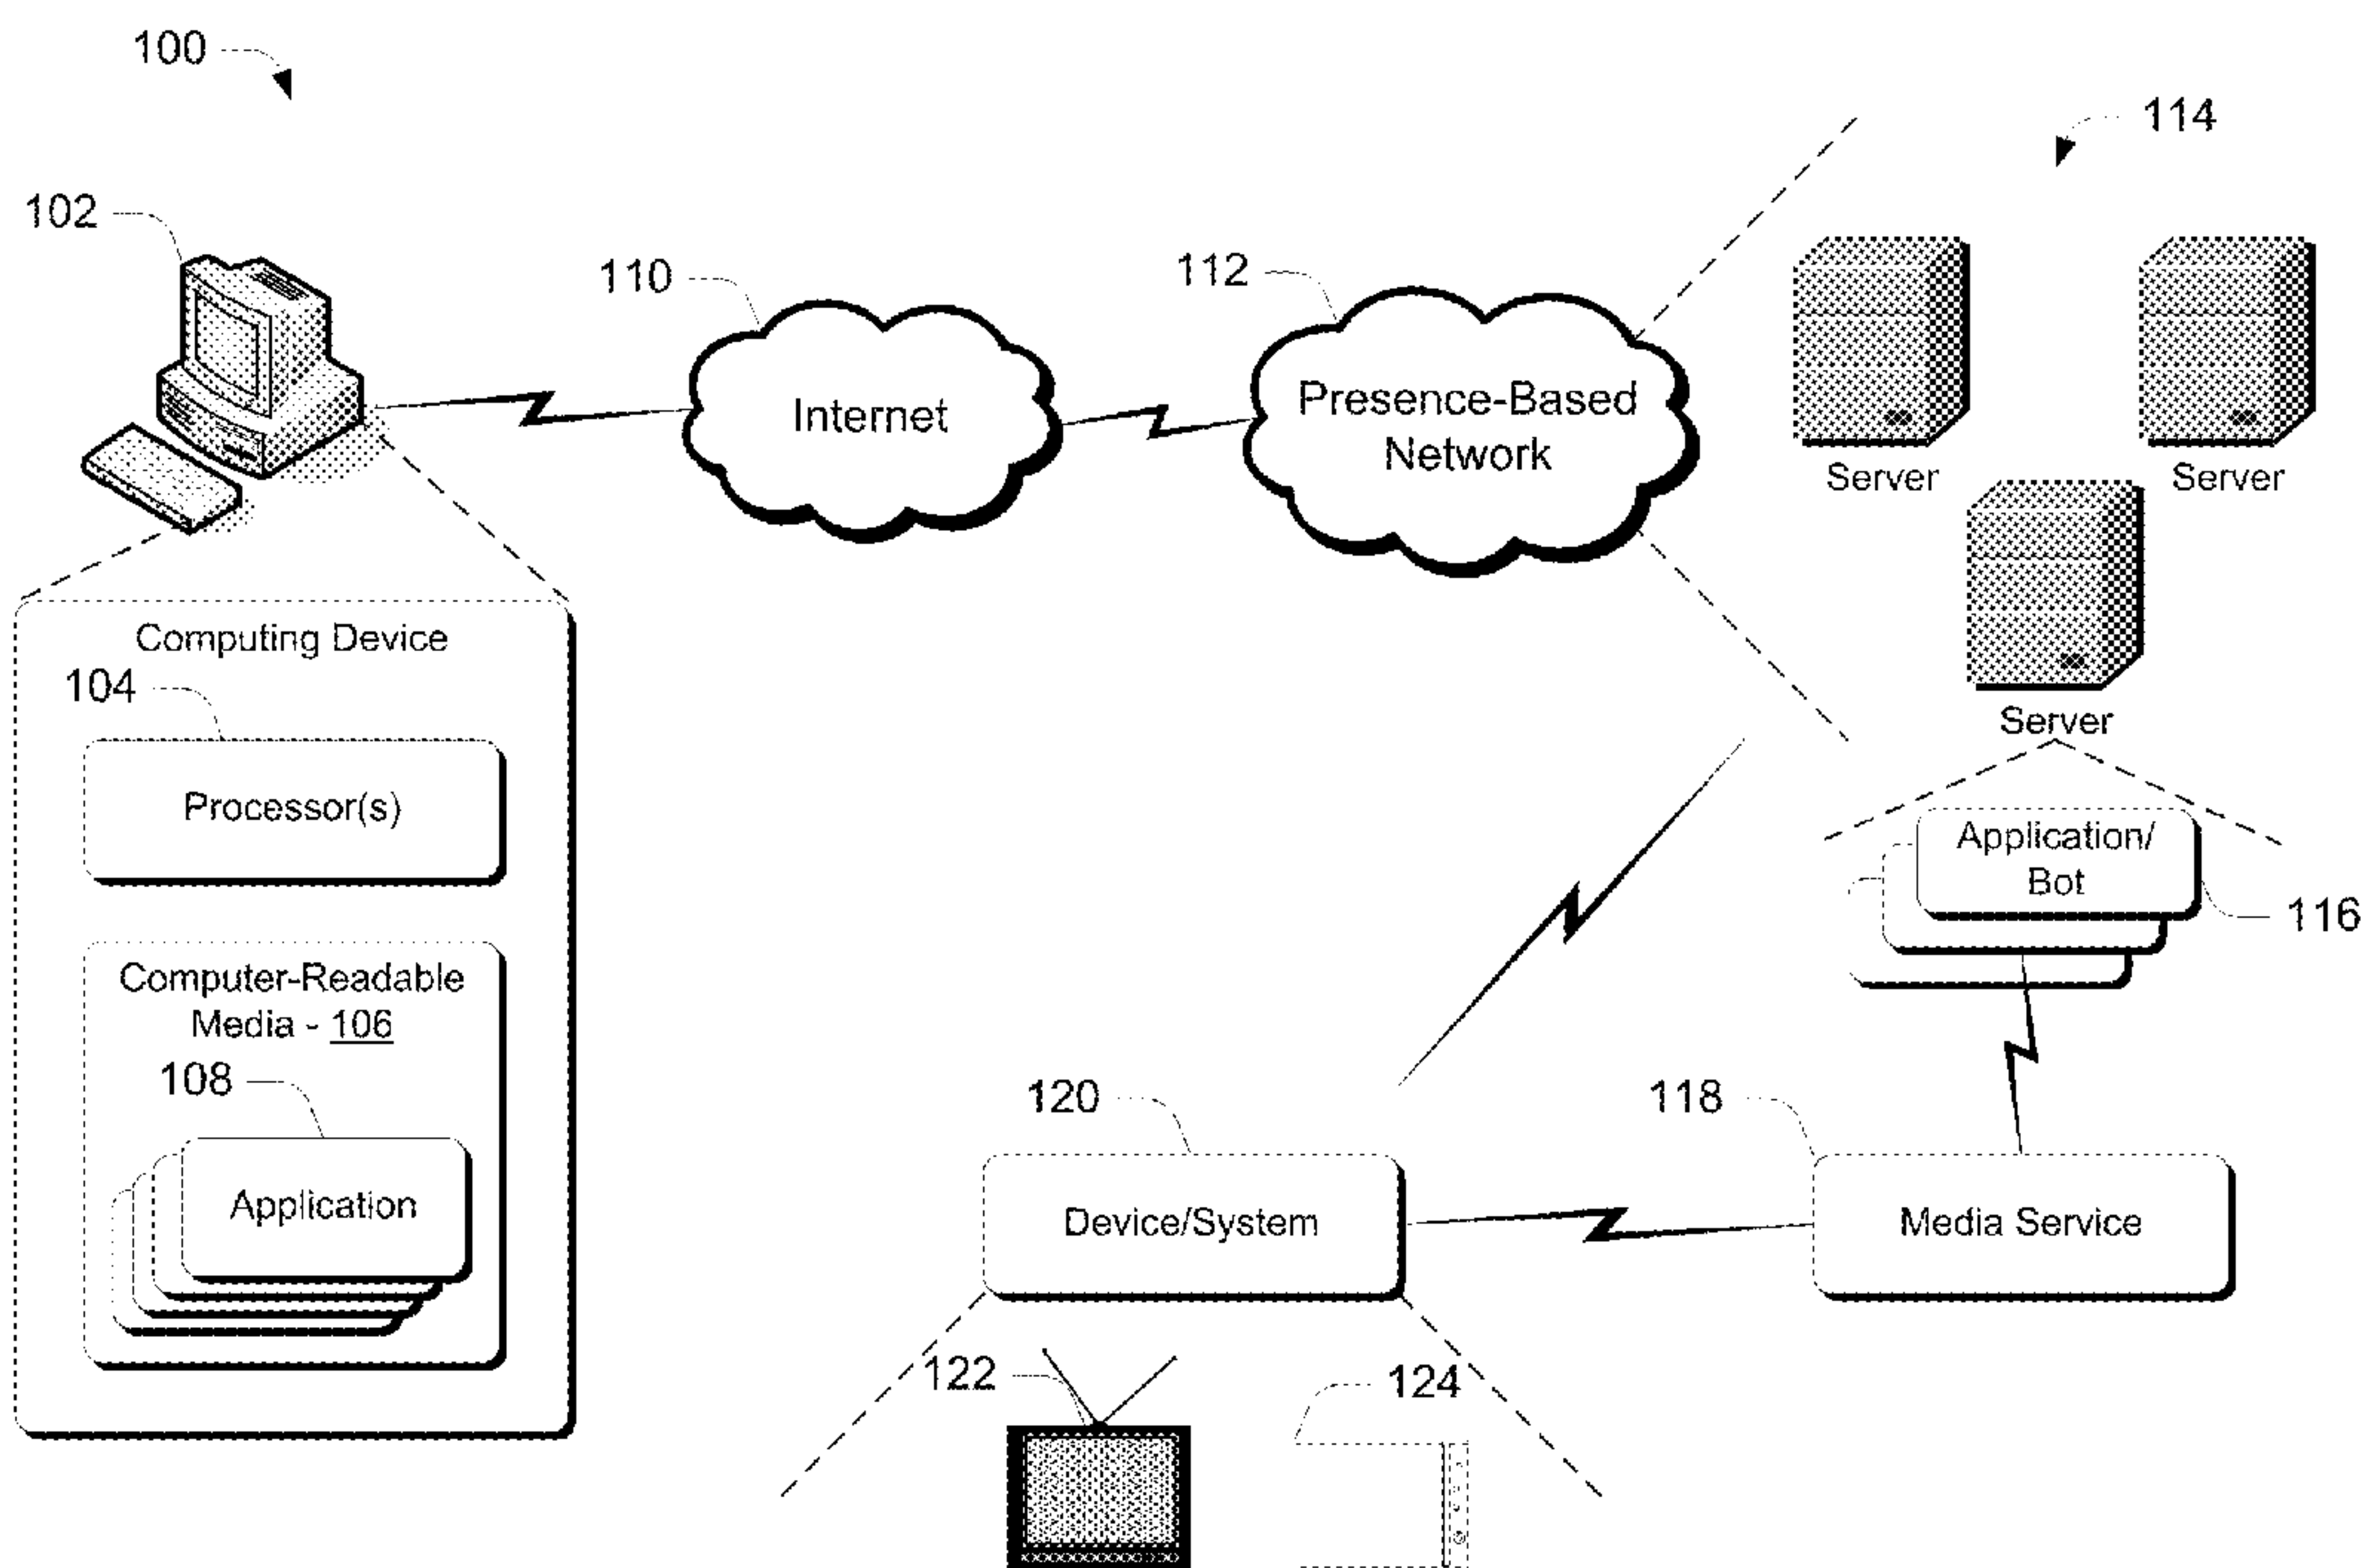 100
114
102
110
112
Internet
Presence-Based
Network
Server
Server
Server
Computing Device
104
Processor(s)
Application/
Bot
116
Computer-Readable
Media - 106
108
Application
120
118
Device/System
Media Service
122
124